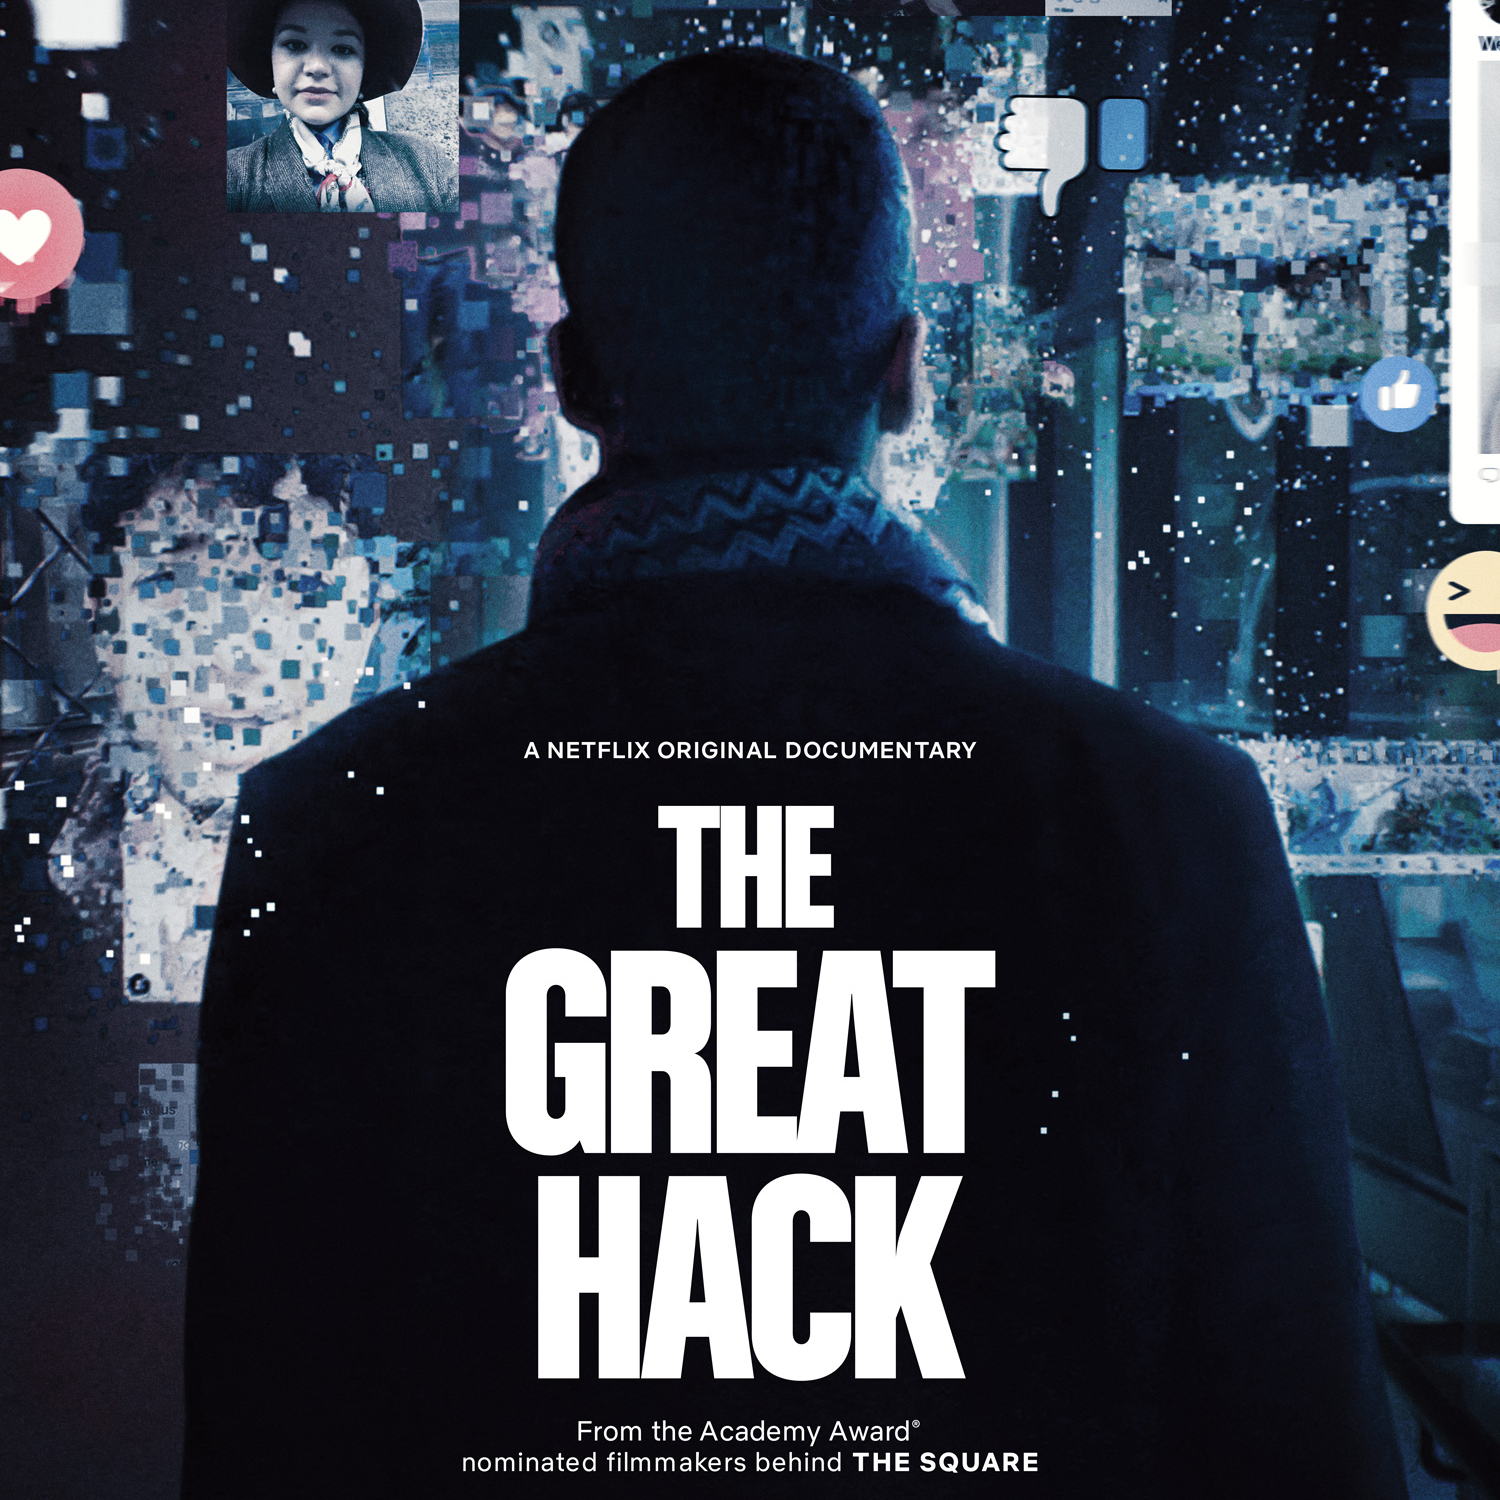 A NETFLIX ORIGINAL DOCUMENTARY
THE
GREAT
HACK
From the Academy Award®
nominated filmmakers behind THE SQUARE